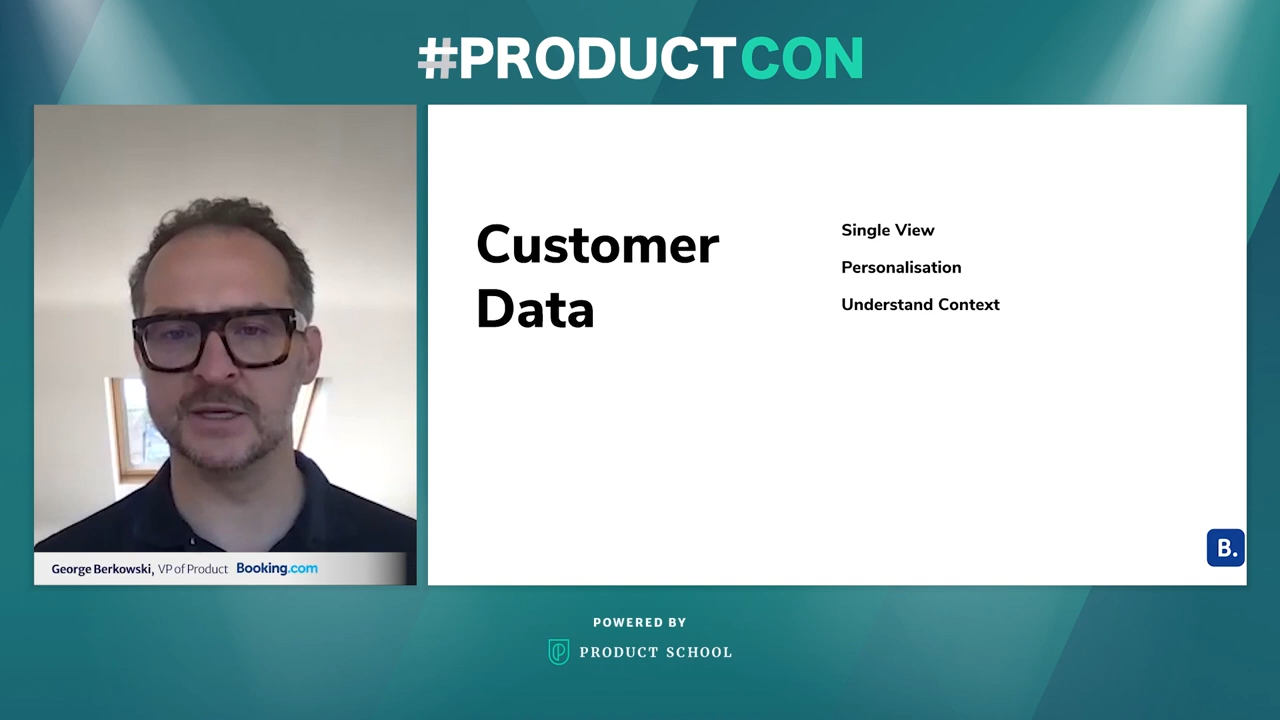 #PRODUCTCON
Customer
Data
Single View
Personalisation
Understand Context
B.
George Berkowski, VP of Product Booking.com
POWERED BY
PRODUCT SCHOOL